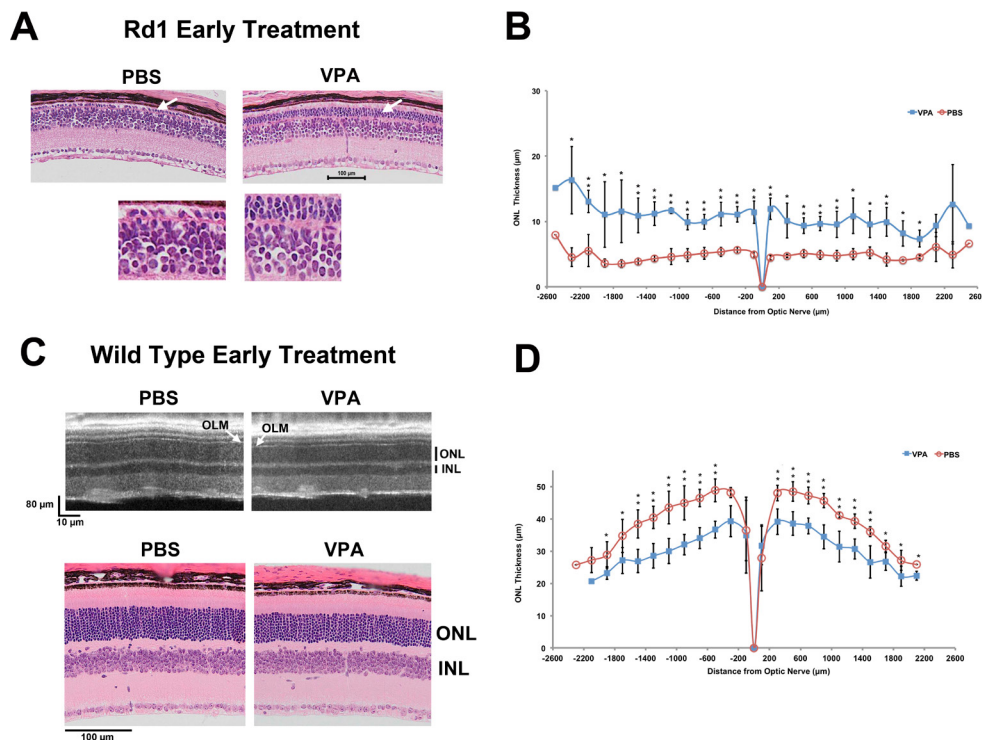 A
Rd1 Early Treatment
PBS
VPA
100 µm
B
VPA
PBS
30
20
10
0
ONL Thickness (µm)
-2600 -2200 -1800 -1400 -1000 -600 -200 200 600 1000 1400 1800 2200 260
Distance from Optic Nerve (µm)
C
Wild Type Early Treatment
PBS
VPA
OLM
OLM
ONL
INL
80 µm
10 µm
PBS
VPA
ONL
INL
100 µm
D
VPA
PBS
60
50
40
30
20
10
0
ONL Thickness (µm)
-2600 -2200 -1800 -1400 -1000 -600 -200 200 600 1000 1400 1800 2200 2600
Distance from Optic Nerve (µm)